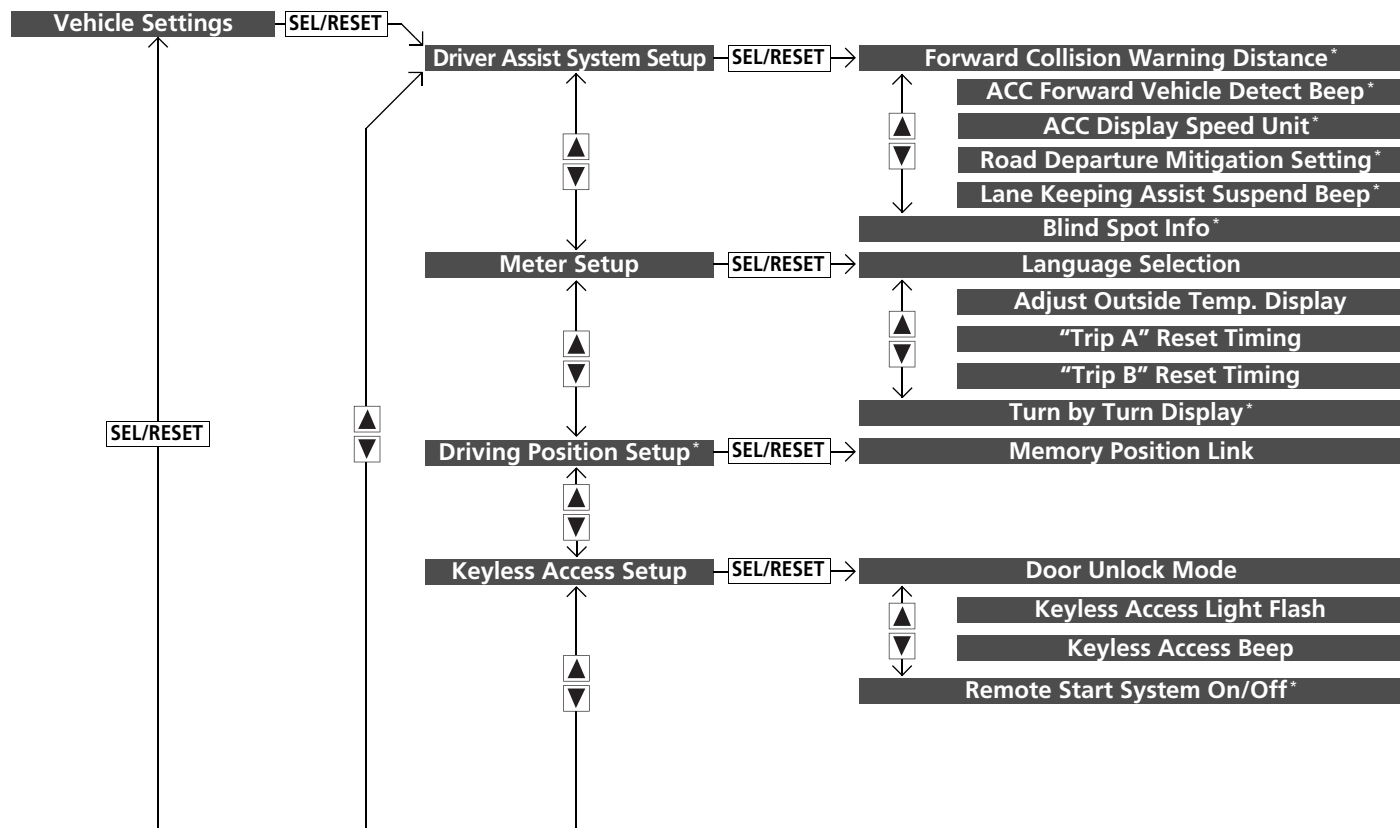 Vehicle Settings
SEL/RESET
Driver Assist System Setup
SEL/RESET
Forward Collision Warning Distance*
ACC Forward Vehicle Detect Beep*
ACC Display Speed Unit*
Road Departure Mitigation Setting*
Lane Keeping Assist Suspend Beep*
Blind Spot Info*
Meter Setup
SEL/RESET
Language Selection
Adjust Outside Temp. Display
“Trip A” Reset Timing
“Trip B” Reset Timing
Turn by Turn Display*
SEL/RESET
Driving Position Setup*
SEL/RESET
Memory Position Link
Keyless Access Setup
SEL/RESET
Door Unlock Mode
Keyless Access Light Flash
Keyless Access Beep
Remote Start System On/Off*